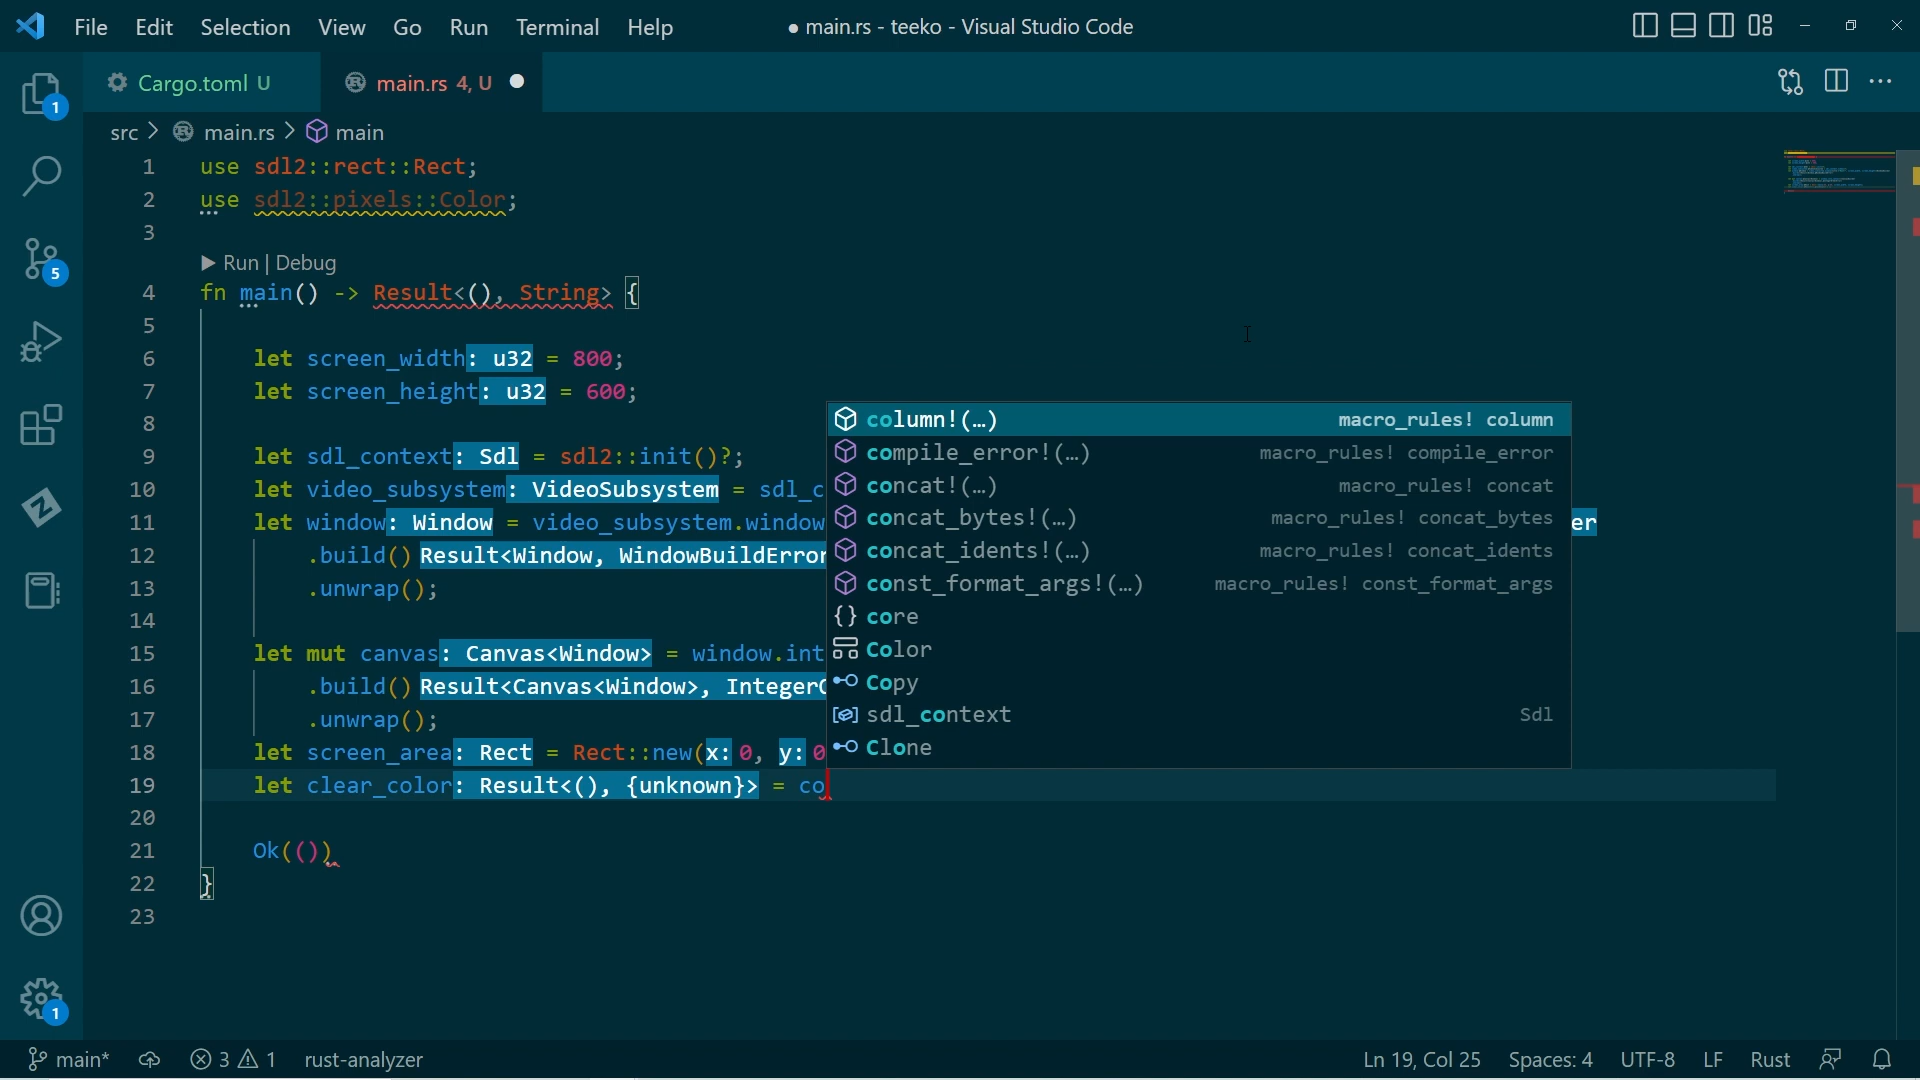 File Edit Selection View Go Run Terminal Help
● main.rs - teeko - Visual Studio Code
Cargo.toml U
main.rs 4, U
src > main.rs > main
1 use sdl2::rect::Rect;
2 use sdl2::pixels::Color;
3
Run | Debug
4 fn main() -> Result<(), String> {
5
6 let screen_width: u32 = 800;
7 let screen_height: u32 = 600;
8
9 let sdl_context: Sdl = sdl2::init()?;
10 let video_subsystem: VideoSubsystem = sdl_c
11 let window: Window = video_subsystem.window er
12 .build() Result<Window, WindowBuildError
13 .unwrap();
14
15 let mut canvas: Canvas<Window> = window.int
16 .build() Result<Canvas<Window>, Integer
17 .unwrap();
18 let screen_area: Rect = Rect::new(x: 0, y: 0
19 let clear_color: Result<(), {unknown}> = co
20
21 Ok(())
22 }
23
column!(…) macro_rules! column
compile_error!(…) macro_rules! compile_error
concat!(…) macro_rules! concat
concat_bytes!(…) macro_rules! concat_bytes
concat_idents!(…) macro_rules! concat_idents
const_format_args!(…) macro_rules! const_format_args
core
Color
Copy
sdl_context Sdl
Clone
1
5
1
main* 3 1 rust-analyzer
Ln 19, Col 25 Spaces: 4 UTF-8 LF Rust